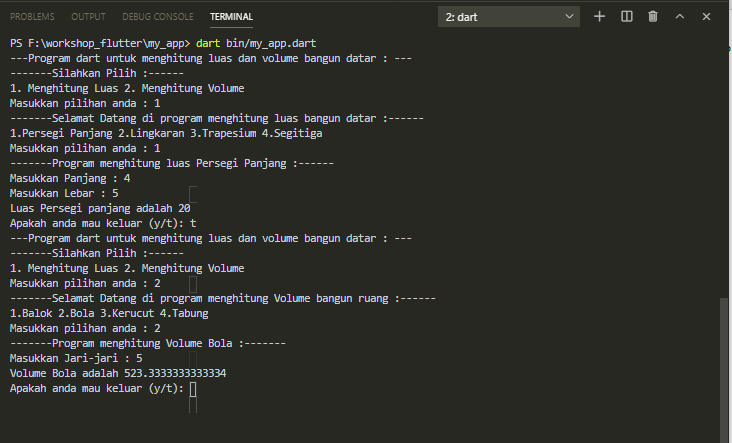 PROBLEMS OUTPUT DEBUG CONSOLE TERMINAL 2: dart
PS F:\workshop_flutter\my_app> dart bin/my_app.dart
---Program dart untuk menghitung luas dan volume bangun datar : ---
-------Silahkan Pilih :------
1. Menghitung Luas 2. Menghitung Volume
Masukkan pilihan anda : 1
-------Selamat Datang di program menghitung luas bangun datar :------
1.Persegi Panjang 2.Lingkaran 3.Trapesium 4.Segitiga
Masukkan pilihan anda : 1
-------Program menghitung luas Persegi Panjang :------
Masukkan Panjang : 4
Masukkan Lebar : 5
Luas Persegi panjang adalah 20
Apakah anda mau keluar (y/t): t
---Program dart untuk menghitung luas dan volume bangun datar : ---
-------Silahkan Pilih :------
1. Menghitung Luas 2. Menghitung Volume
Masukkan pilihan anda : 2
-------Selamat Datang di program menghitung Volume bangun ruang :------
1.Balok 2.Bola 3.Kerucut 4.Tabung
Masukkan pilihan anda : 2
-------Program menghitung Volume Bola :-------
Masukkan Jari-jari : 5
Volume Bola adalah 523.3333333333334
Apakah anda mau keluar (y/t):